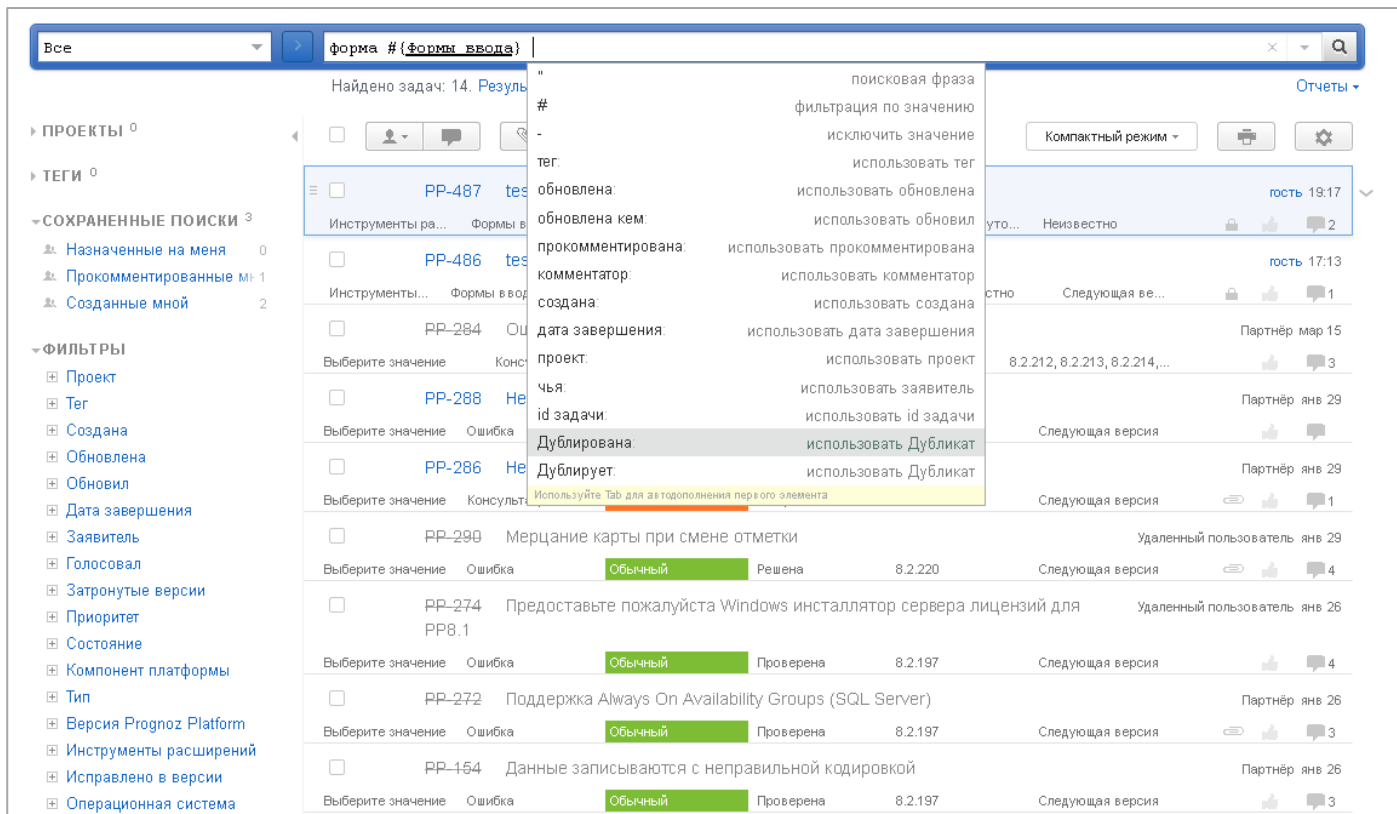 Все
форма #{Формы ввода}
Найдено задач: 14. Резуль
Отчеты
ПРОЕКТЫ 0
ТЕГИ 0
СОХРАНЕННЫЕ ПОИСКИ 3
Назначенные на меня 0
Прокомментированные 1
Созданные мной 2
ФИЛЬТРЫ
Проект
Тег
Создана
Обновлена
Обновил
Дата завершения
Заявитель
Голосовал
Затронутые версии
Приоритет
Состояние
Компонент платформы
Тип
Версия Prognoz Platform
Инструменты расширений
Исправлено в версии
Операционная система
" поисковая фраза
# фильтрация по значению
- исключить значение
тег: использовать тег
обновлена: использовать обновлена
обновлена кем: использовать обновил
прокомментирована: использовать прокомментирована
комментатор: использовать комментатор
создана: использовать создана
дата завершения: использовать дата завершения
проект: использовать проект
чья: использовать заявитель
id задачи: использовать id задачи
Дублирована: использовать Дубликат
Дублирует: использовать Дубликат
Используйте Tab для автодополнения первого элемента
Компактный режим
PP-487 tes гость 19:17
Инструменты ра... Формы в уто... Неизвестно 2
PP-486 tes гость 17:13
Инструменты... Формы ввод стно Следующая ве... 1
PP-284 Ош Партнёр мар 15
Выберите значение Конс 8.2.212, 8.2.213, 8.2.214,... 3
PP-288 Не Партнёр янв 29
Выберите значение Ошибка Следующая версия
PP-286 Не Партнёр янв 29
Выберите значение Консульт Следующая версия 1
PP-290 Мерцание карты при смене отметки Удаленный пользователь янв 29
Выберите значение Ошибка Обычный Решена 8.2.220 Следующая версия 4
PP-274 Предоставьте пожалуйста Windows инсталлятор сервера лицензий для Удаленный пользователь янв 26
PP8.1
Выберите значение Ошибка Обычный Проверена 8.2.197 Следующая версия 4
PP-272 Поддержка Always On Availability Groups (SQL Server) Партнёр янв 26
Выберите значение Ошибка Обычный Проверена 8.2.197 Следующая версия 3
PP-154 Данные записываются с неправильной кодировкой Партнёр янв 26
Выберите значение Ошибка Обычный Проверена 8.2.197 Следующая версия 3